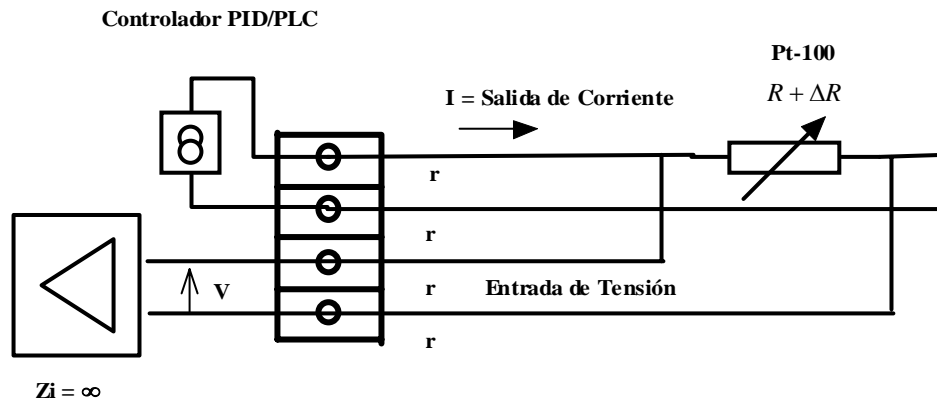 Controlador PID/PLC
Pt-100
R + ΔR
I = Salida de Corriente
r
r
r
Entrada de Tensión
V
r
Zi = ∞